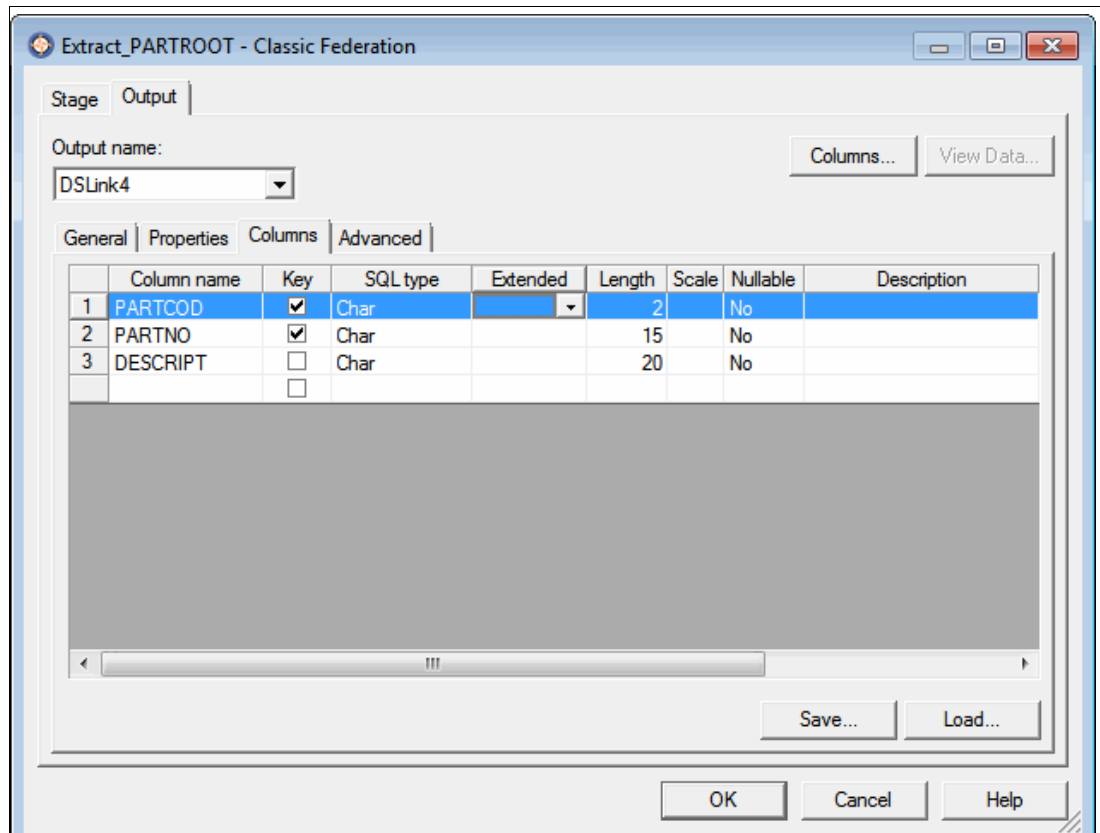 Extract_PARTROOT - Classic Federation
Stage Output
Output name:
Columns... View Data...
DSLink4
General Properties Columns Advanced
Column name Key SQL type Extended Length Scale Nullable Description
1 PARTCOD Char 2 No
2 PARTNO Char 15 No
3 DESCRIPT Char 20 No
Save... Load...
OK Cancel Help